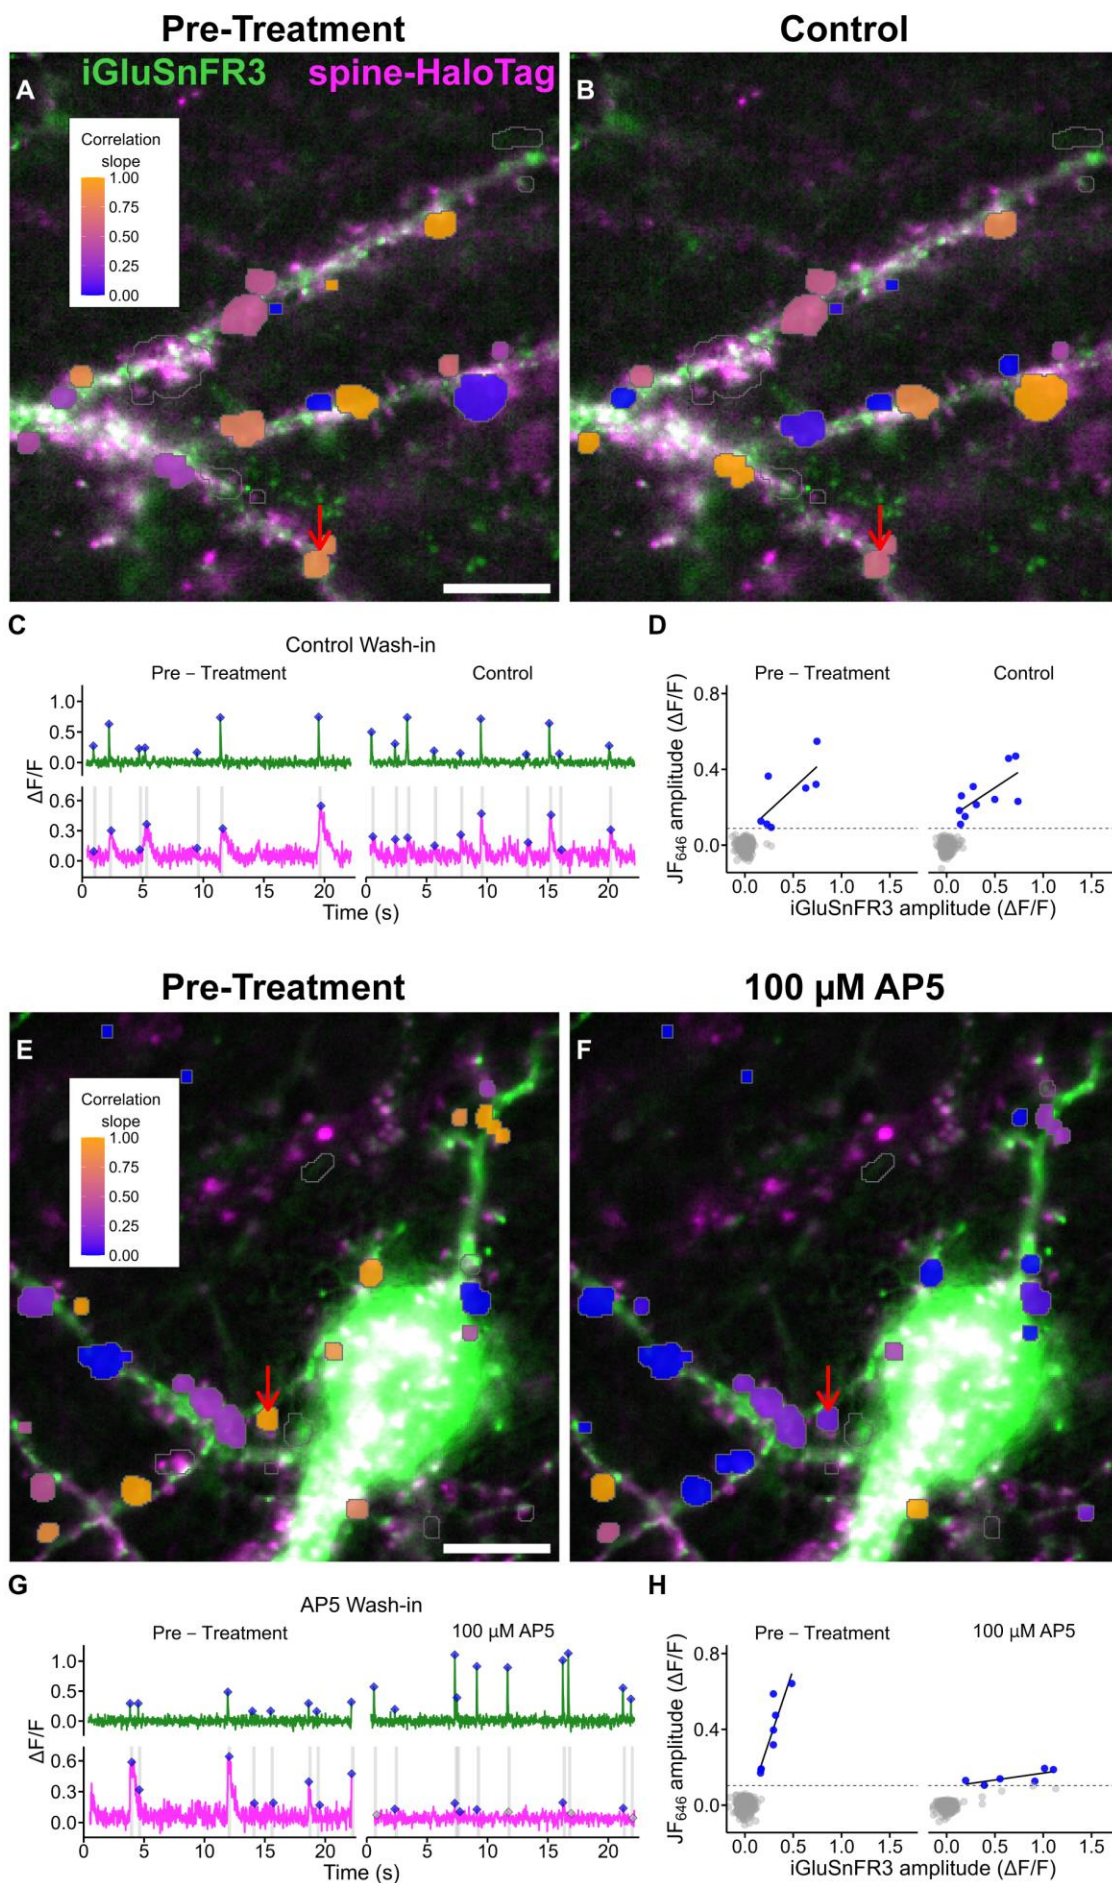 Pre-Treatment Control
A iGluSnFR3 spine-HaloTag B
Correlation
slope
1.00
0.75
0.50
0.25
0.00
C D
Control Wash-in
Pre – Treatment Control
Pre – Treatment Control
ΔF/F
1.0
0.5
0.0
0.6
0.3
0.0
0 5 10 15 20 0 5 10 15 20
Time (s)
JF646 amplitude (ΔF/F)
0.8
0.4
0.0
0.0 0.5 1.0 1.5 0.0 0.5 1.0 1.5
iGluSnFR3 amplitude (ΔF/F)
Pre-Treatment 100 µM AP5
E F
Correlation
slope
1.00
0.75
0.50
0.25
0.00
G H
AP5 Wash-in
Pre – Treatment 100 µM AP5
Pre – Treatment 100 µM AP5
ΔF/F
1.0
0.5
0.0
0.6
0.3
0.0
0 5 10 15 20 0 5 10 15 20
Time (s)
JF646 amplitude (ΔF/F)
0.8
0.4
0.0
0.0 0.5 1.0 1.5 0.0 0.5 1.0 1.5
iGluSnFR3 amplitude (ΔF/F)